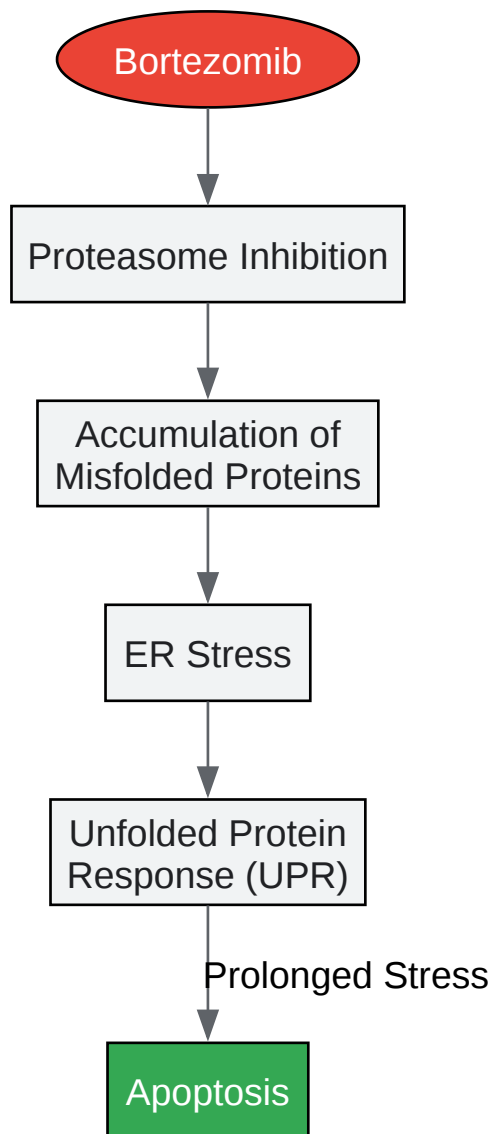 Bortezomib
Proteasome Inhibition
Accumulation of
Misfolded Proteins
ER Stress
Unfolded Protein
Response (UPR)
Prolonged Stress
Apoptosis